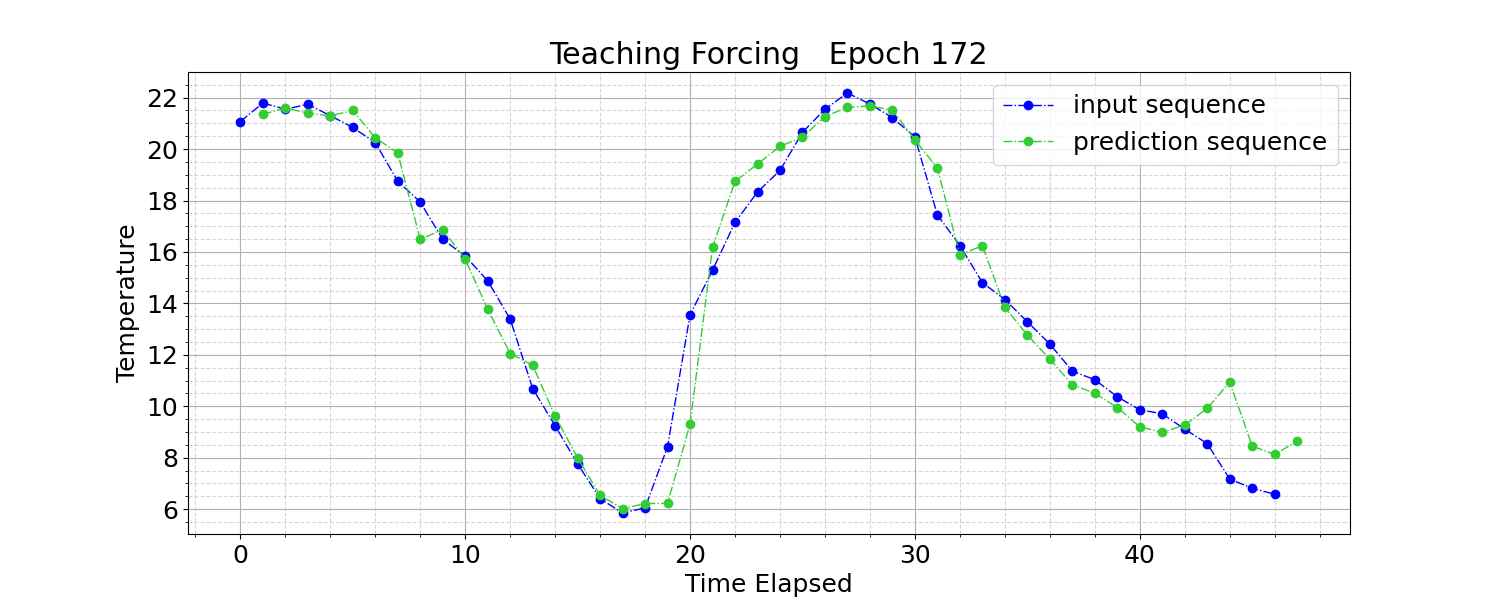 Teaching Forcing   Epoch 172
input sequence
prediction sequence
Temperature
22
20
18
16
14
12
10
8
6
0 10 20 30 40
Time Elapsed